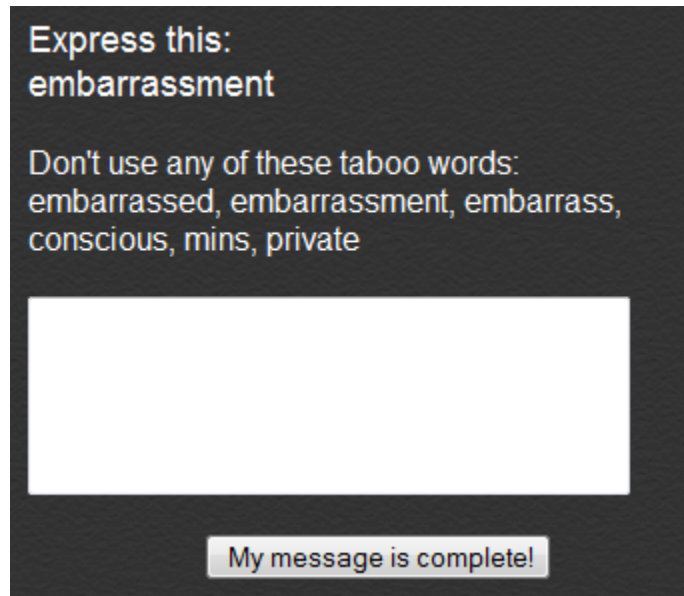 Express this:
embarrassment
Don't use any of these taboo words:
embarrassed, embarrassment, embarrass,
conscious, mins, private
My message is complete!